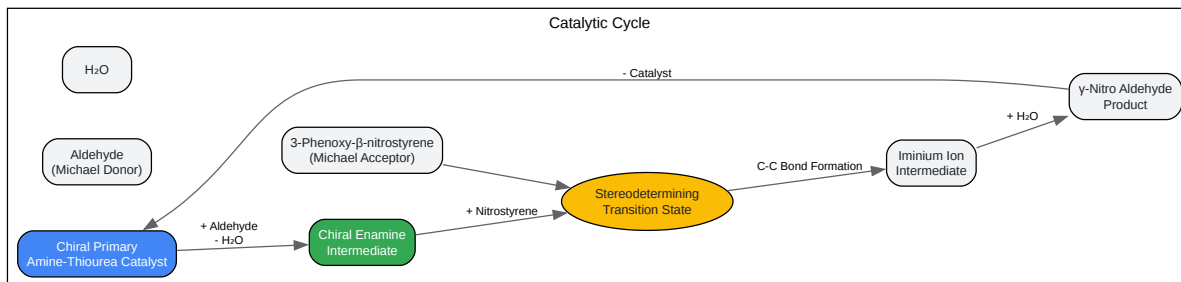 Catalytic Cycle
H₂O
Aldehyde
(Michael Donor)
Chiral Primary
Amine-Thiourea Catalyst
+ Aldehyde
- H₂O
3-Phenoxy-β-nitrostyrene
(Michael Acceptor)
Chiral Enamine
Intermediate
+ Nitrostyrene
Stereodetermining
Transition State
- Catalyst
C-C Bond Formation
Iminium Ion
Intermediate
+ H₂O
γ-Nitro Aldehyde
Product